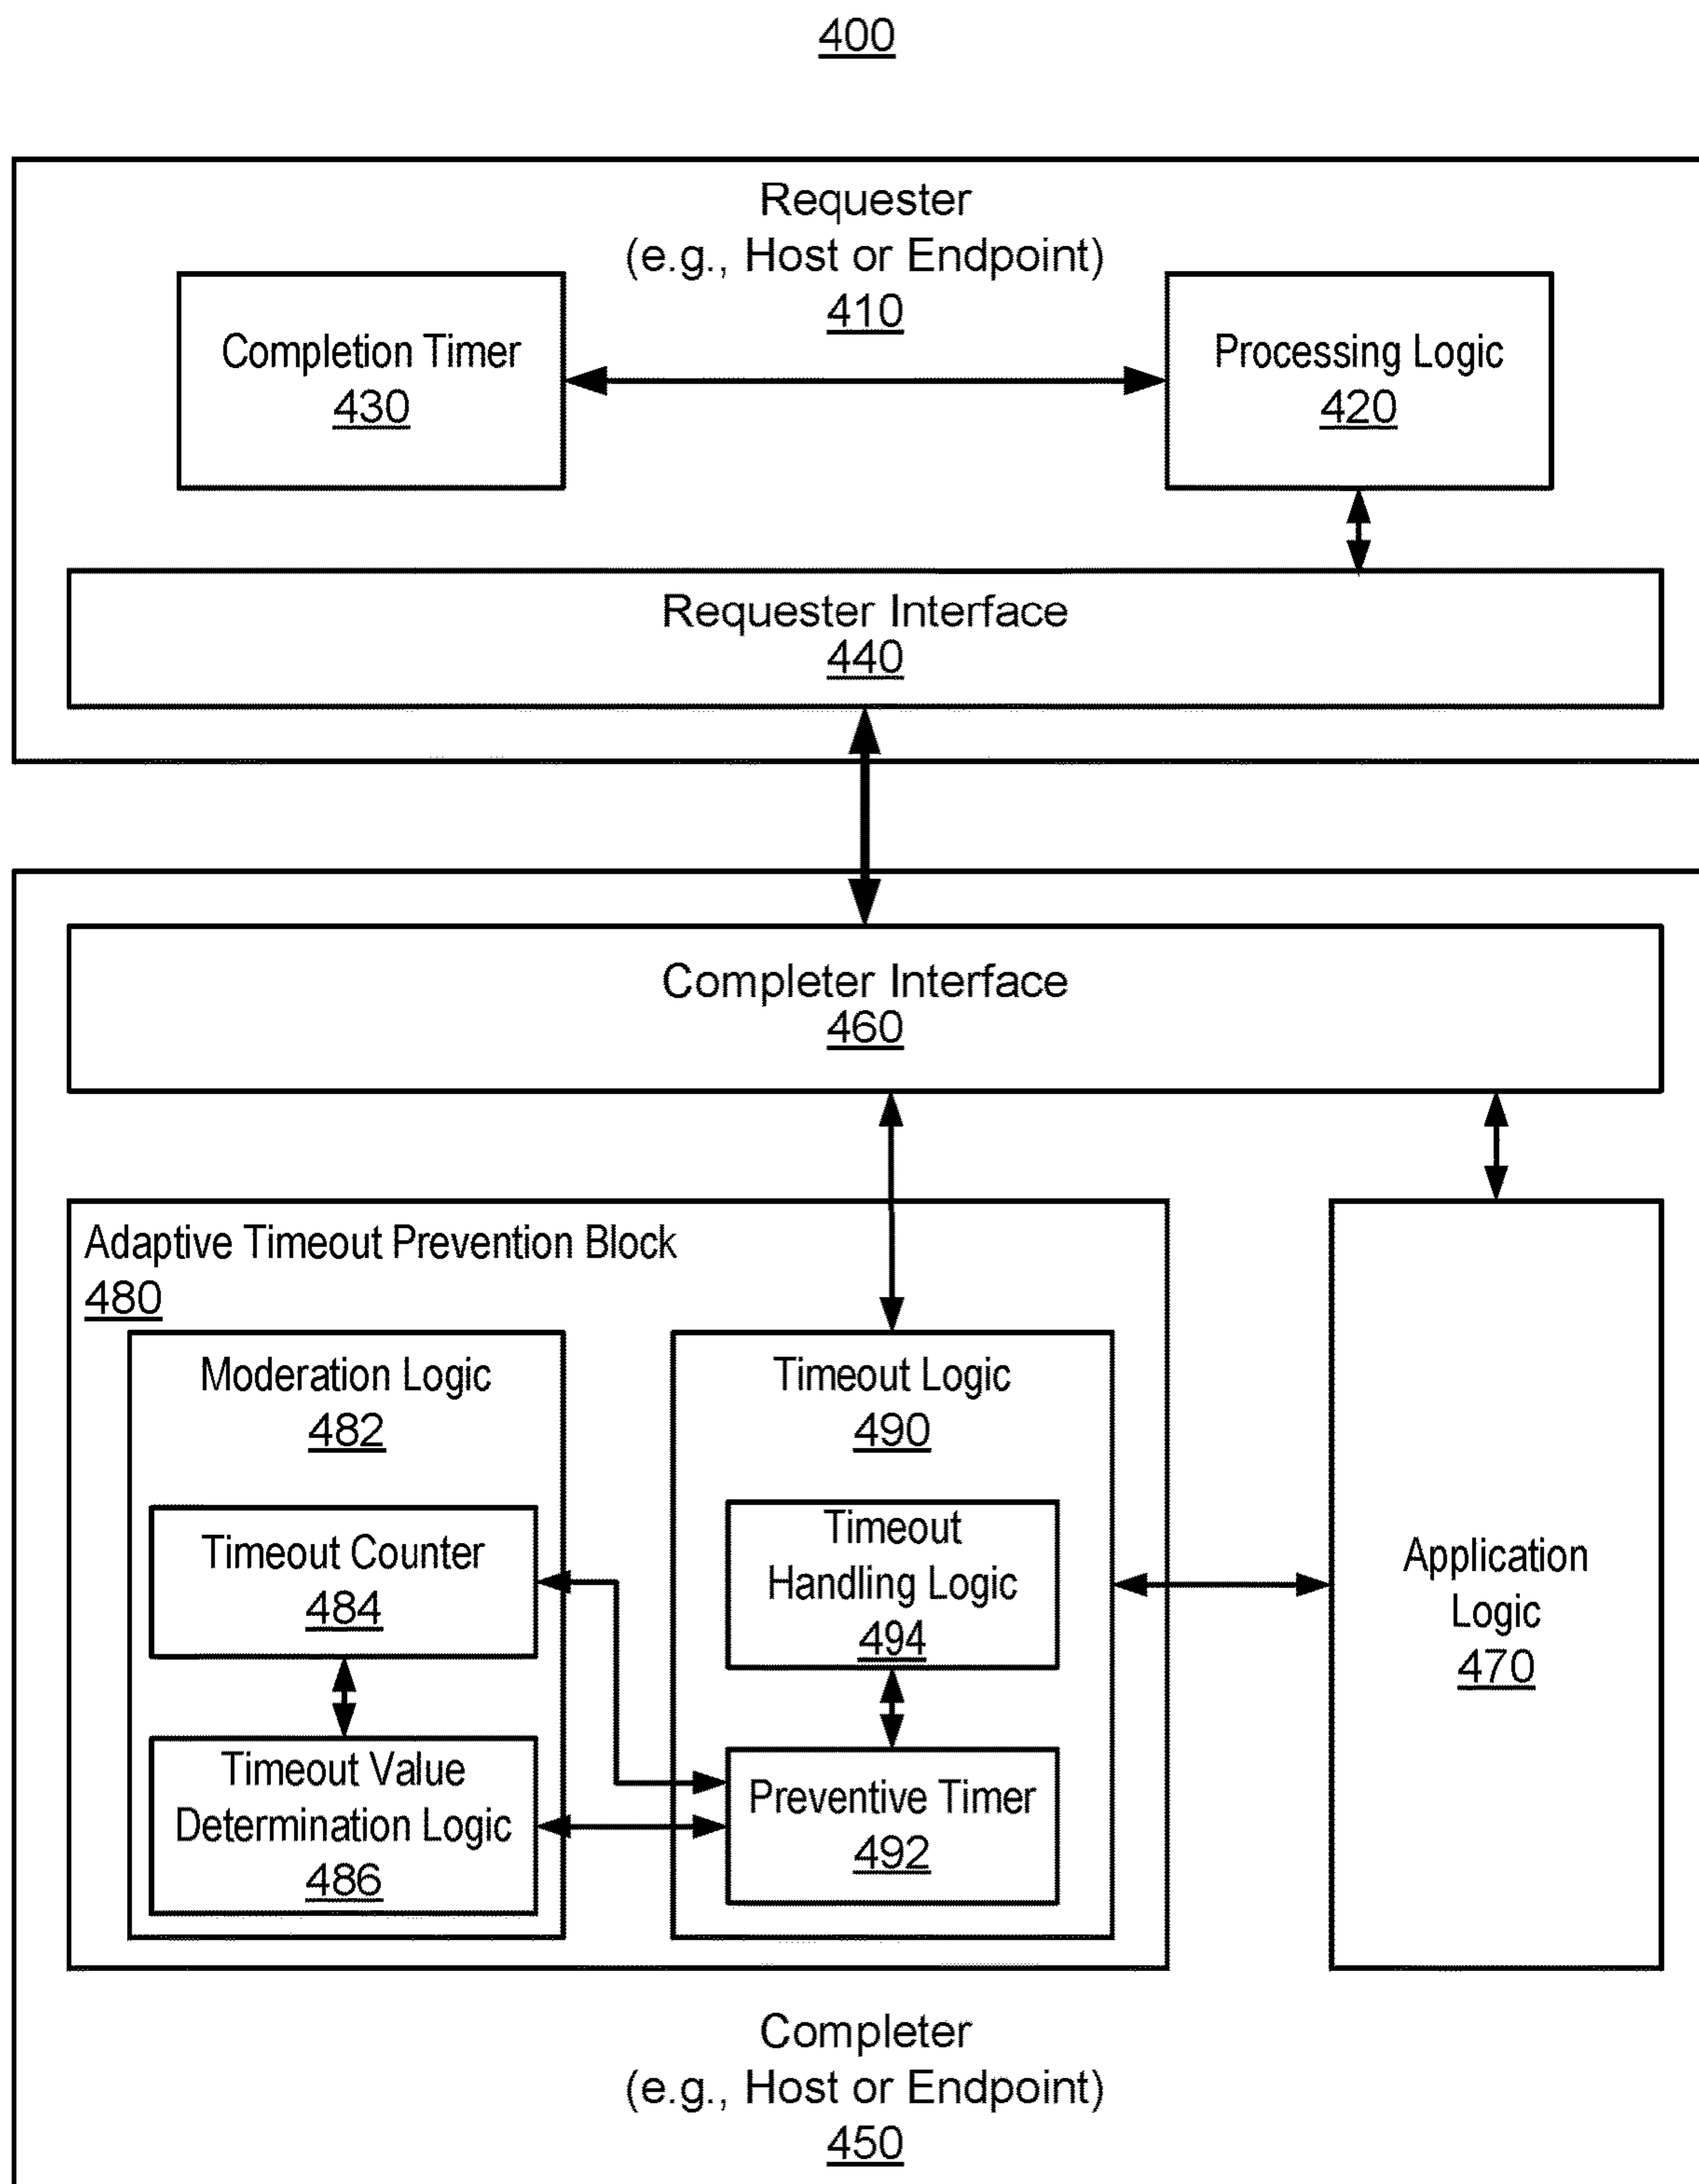 400
Requester
(e.g., Host or Endpoint)
410
Completion Timer
430
Processing Logic
420
Requester Interface
440
Completer Interface
460
Adaptive Timeout Prevention Block
480
Moderation Logic
482
Timeout Counter
484
Timeout Value
Determination Logic
486
Timeout Logic
490
Timeout
Handling Logic
494
Preventive Timer
492
Application
Logic
470
Completer
(e.g., Host or Endpoint)
450